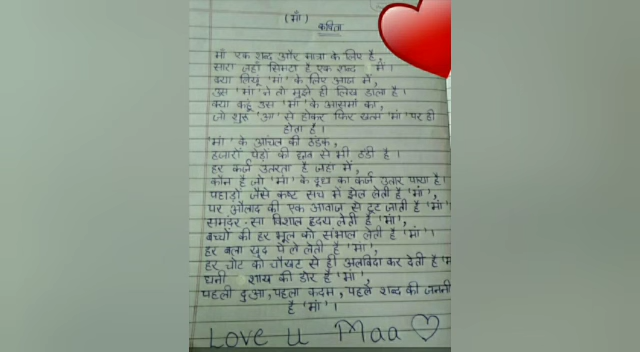 (माँ)
कविता
माँ एक शब्द और मात्रा के लिए है,
सारा जहाँ सिमटा है एक शब्द में।
क्या लिखूं 'मां' के लिए आज मैं,
उस 'मां' ने तो मुझे ही लिख डाला है।
क्या कहूं उस 'मां' के आसमां का,
जो शुरू 'आ' से होकर फिर खत्म 'मां' पर ही
होता है।
'मां' के आंचल की ठंडक,
हजारों पेड़ों की छांव से भी ठंडी है।
हर कर्ज उतरता है जहां में,
कौन है जो 'मां' के दूध का कर्ज उतार पाया है।
पहाड़ों जैसे कष्ट सच में झेल लेती है 'मां',
पर औलाद की एक आवाज से टूट जाती है 'मां'
समंदर-सा विशाल हृदय लेती है 'मां',
बच्चों की हर भूल को संभाल लेती है 'मां'।
हर बला खुद पे ले लेती है 'मां',
हर चोट को चौखट से ही अलविदा कर देती है
घनी शाख की डोर है 'मां',
पहली दुआ, पहला कदम, पहले शब्द की जननी
है 'मां'।
Love u Maa